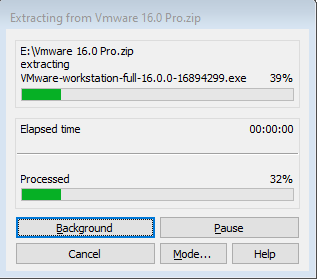 Extracting from Vmware 16.0 Pro.zip
E:\Vmware 16.0 Pro.zip
extracting
VMware-workstation-full-16.0.0-16894299.exe 39%
Elapsed time 00:00:00
Processed 32%
Background Pause
Cancel Mode... Help